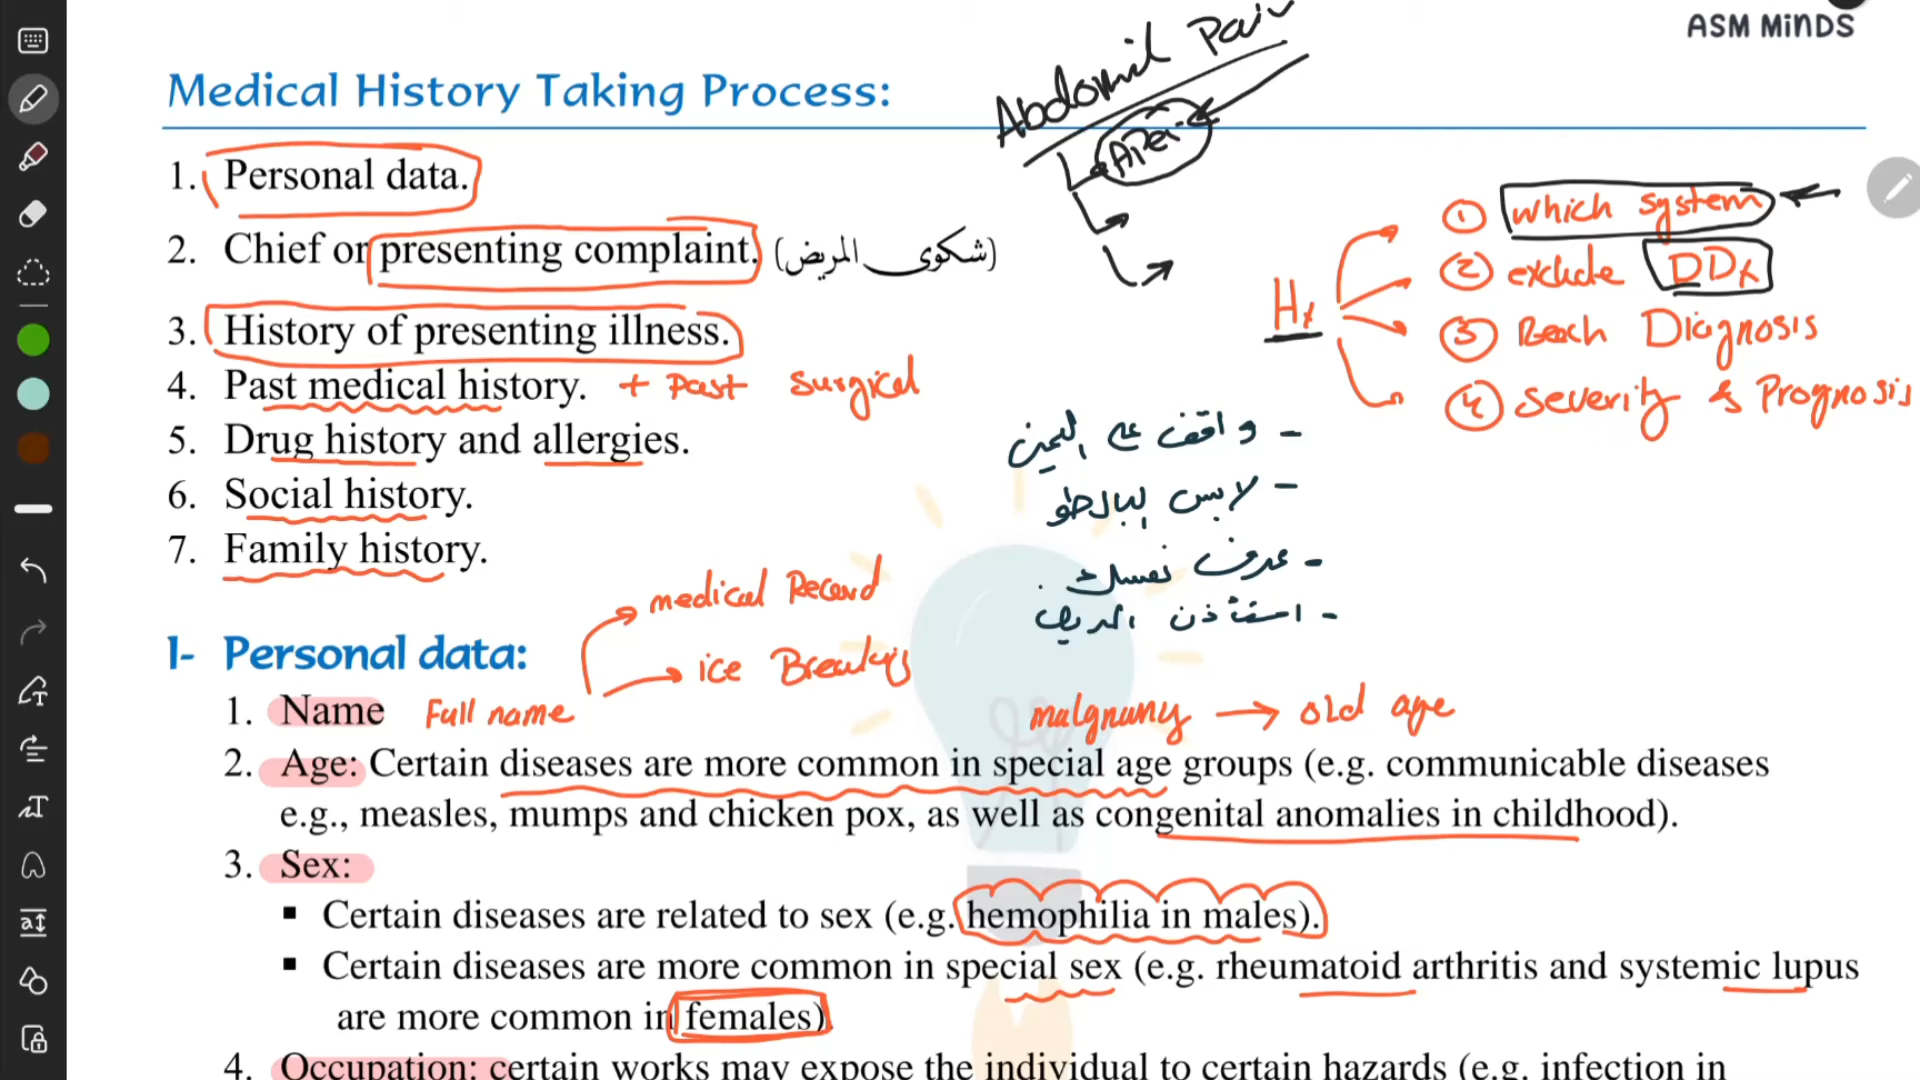 ASM MiNDS
Abdomil Pain
Medical History Taking Process:
1. Personal data.
2. Chief or presenting complaint. (شكوى المريض)
3. History of presenting illness.
4. Past medical history. + Past surgical
5. Drug history and allergies.
6. Social history.
7. Family history.
Hx
① which system
② exclude DDx
③ Reach Diagnosis
④ severity & Prognosis
- واقف على اليمين
- لابس البالطو
- عرف نفسك
- استئذن المريض
medical Record
ice Breaking
I- Personal data:
1. Name Full name
malgnany → old age
2. Age: Certain diseases are more common in special age groups (e.g. communicable diseases
e.g., measles, mumps and chicken pox, as well as congenital anomalies in childhood).
3. Sex:
▪ Certain diseases are related to sex (e.g. hemophilia in males).
▪ Certain diseases are more common in special sex (e.g. rheumatoid arthritis and systemic lupus
are more common in females).
4. Occupation: certain works may expose the individual to certain hazards (e.g. infection in